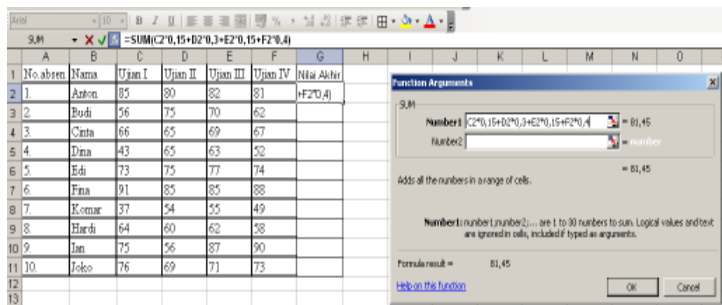 Arial 10 B I U
SUM =SUM(C2*0,15+D2*0,3+E2*0,15+F2*0,4)
A B C D E F G H I J K L M N O
1 No.absen Nama Ujian I Ujian II Ujian III Ujian IV Nilai Akhir
2 1. Anton 85 80 82 81 +F2*0,4)
3 2. Budi 56 75 70 62
4 3. Cinta 66 65 69 67
5 4. Dina 43 65 63 52
6 5. Edi 73 75 77 74
7 6. Fina 91 85 85 88
8 7. Komar 37 54 55 49
9 8. Hardi 64 60 62 58
10 9. Ian 75 56 87 90
11 10. Joko 76 69 71 73
12
13
Function Arguments
SUM
Number1 C2*0,15+D2*0,3+E2*0,15+F2*0,4 = 81,45
Number2 = number
= 81,45
Adds all the numbers in a range of cells.
Number1: number1;number2;... are 1 to 30 numbers to sum. Logical values and text
are ignored in cells, included if typed as arguments.
Formula result = 81,45
Help on this function OK Cancel